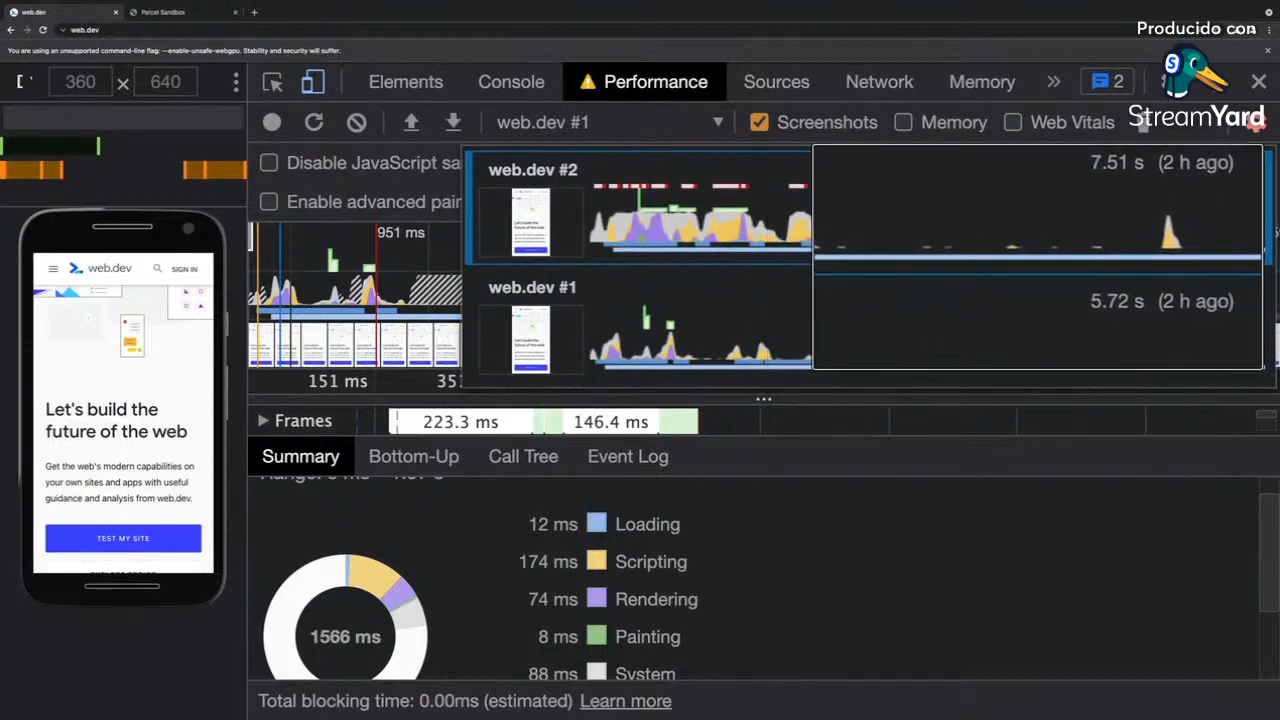 web.dev
Parcel Sandbox
web.dev
Producido con
You are using an unsupported command-line flag: --enable-unsafe-webgpu. Stability and security will suffer.
360 × 640
Elements Console Performance Sources Network Memory » 2
StreamYard
web.dev #1 Screenshots Memory Web Vitals
Disable JavaScript sa
Enable advanced pain
web.dev #2
7.51 s (2 h ago)
951 ms
web.dev #1
5.72 s (2 h ago)
151 ms
351
web.dev SIGN IN
Let's build the
future of the web
Get the web's modern capabilities on
your own sites and apps with useful
guidance and analysis from web.dev.
TEST MY SITE
Frames
223.3 ms
146.4 ms
Summary Bottom-Up Call Tree Event Log
12 ms Loading
174 ms Scripting
74 ms Rendering
8 ms Painting
88 ms System
1566 ms
Total blocking time: 0.00ms (estimated) Learn more